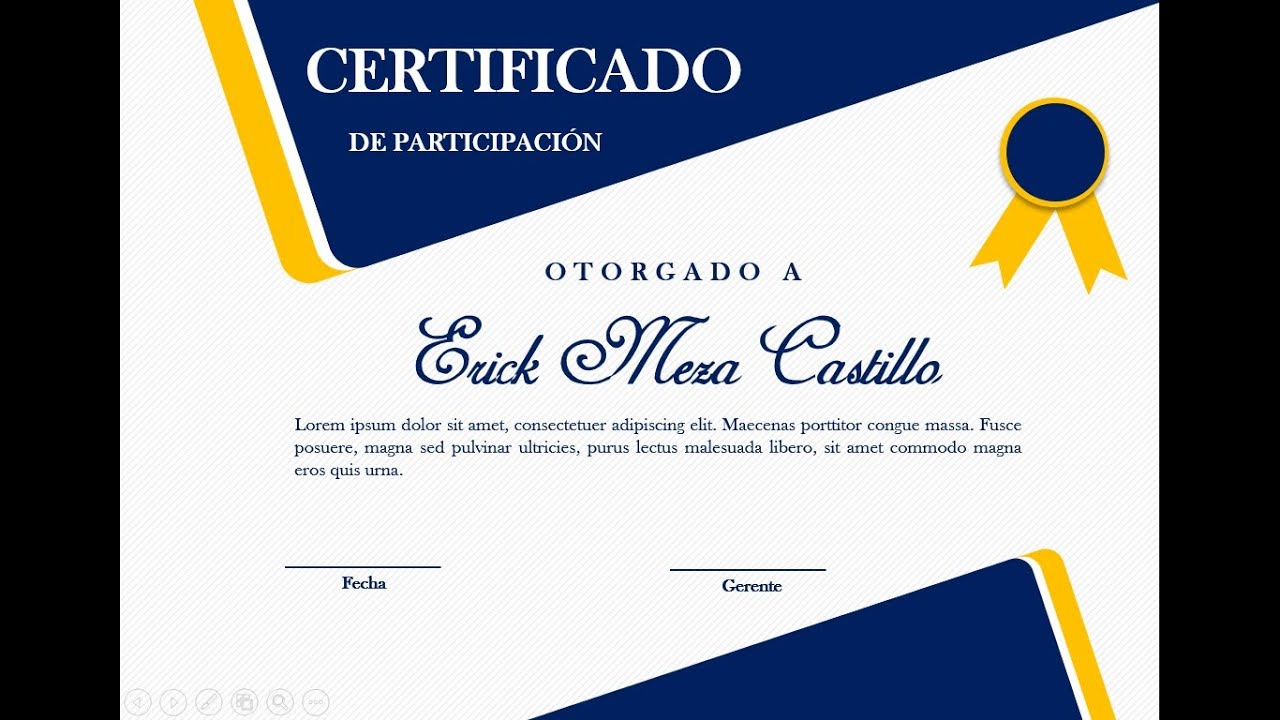 CERTIFICADO
DE PARTICIPACIÓN
OTORGADO A
Erick Meza Castillo
Lorem ipsum dolor sit amet, consectetuer adipiscing elit. Maecenas porttitor congue massa. Fusce
posuere, magna sed pulvinar ultricies, purus lectus malesuada libero, sit amet commodo magna
eros quis urna.
Fecha
Gerente